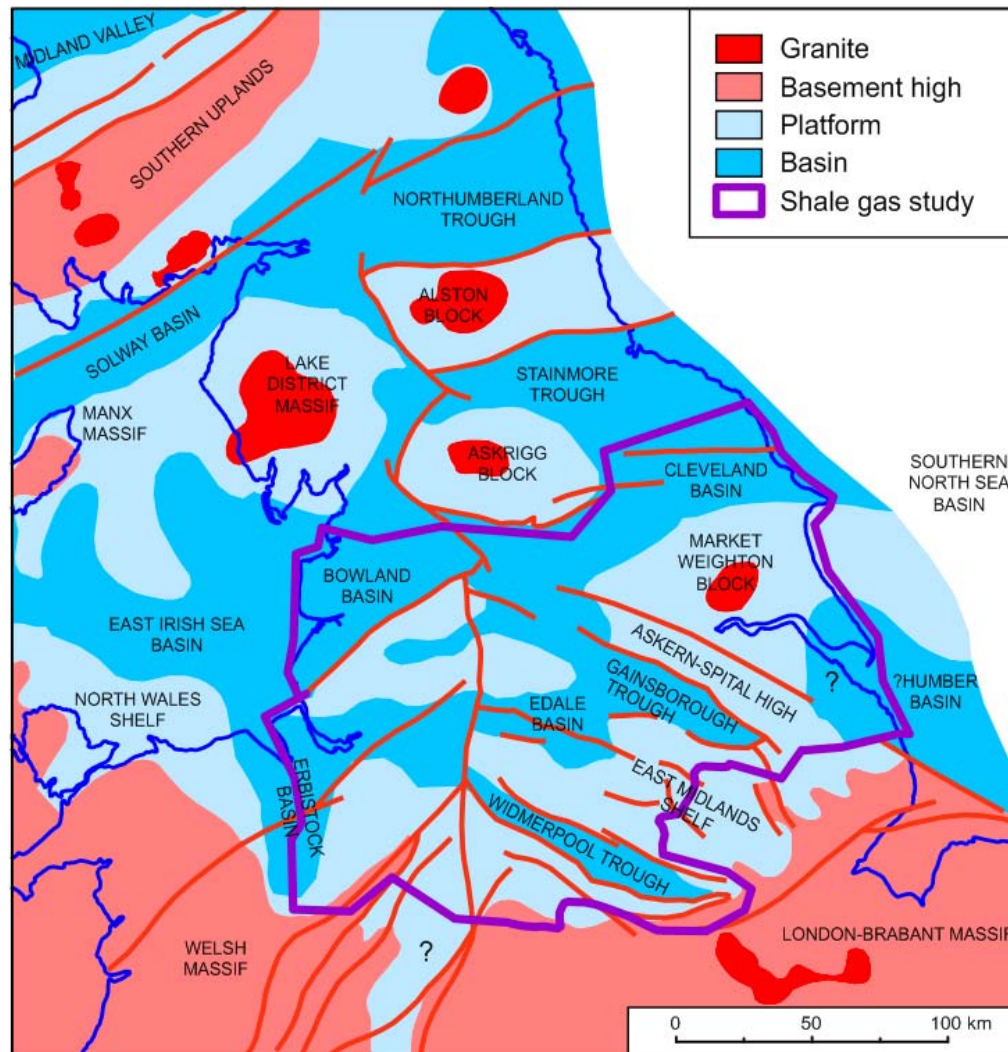 MIDLAND VALLEY
SOUTHERN UPLANDS
Granite
Basement high
Platform
Basin
Shale gas study
NORTHUMBERLAND
TROUGH
ALSTON
BLOCK
SOLWAY BASIN
LAKE
DISTRICT
MASSIF
STAINMORE
TROUGH
MANX
MASSIF
ASKRIGG
BLOCK
CLEVELAND
BASIN
SOUTHERN
NORTH SEA
BASIN
MARKET
WEIGHTON
BLOCK
BOWLAND
BASIN
EAST IRISH SEA
BASIN
ASKERN-SPITAL HIGH
GAINSBOROUGH
TROUGH
?
?HUMBER
BASIN
NORTH WALES
SHELF
EDALE
BASIN
ERBISTOCK
BASIN
EAST MIDLANDS
SHELF
WIDMERPOOL TROUGH
WELSH
MASSIF
?
LONDON-BRABANT MASSIF
0 50 100 km